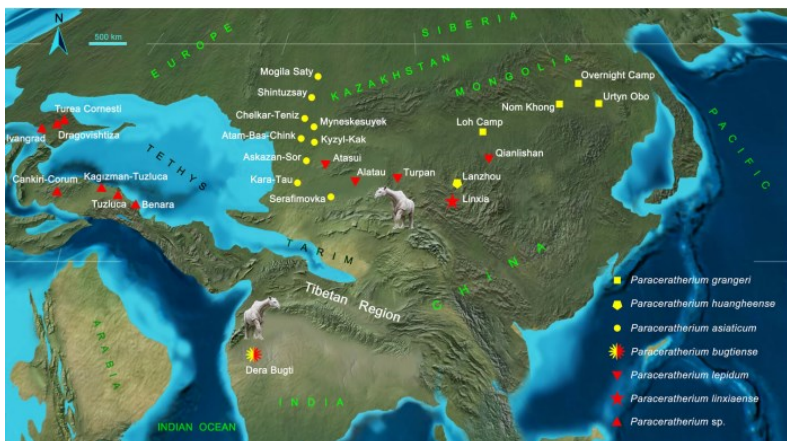 N
500 km
EUROPE
SIBERIA
KAZAKHSTAN
MONGOLIA
Mogila Saty
Overnight Camp
Shintuzsay
Nom Khong
Urtyn Obo
Turea Cornesti
Chelkar-Teniz
Myneskesuyek
Loh Camp
Ivangrad
Dragovishtiza
Atam-Bas-Chink
Kyzyl-Kak
PACIFIC
TETHYS
Askazan-Sor
Atasui
Qianlishan
Cankiri-Corum
Kagizman-Tuzluca
Kara-Tau
Alatau
Turpan
Lanzhou
Tuzluca
Benara
Serafimovka
Linxia
TARIM
CHINA
Tibetan Region
Paraceratherium grangeri
Paraceratherium huangheense
Paraceratherium asiaticum
ARABIA
Paraceratherium bugtiense
Dera Bugti
Paraceratherium lepidum
INDIA
Paraceratherium linxiaense
INDIAN OCEAN
Paraceratherium sp.